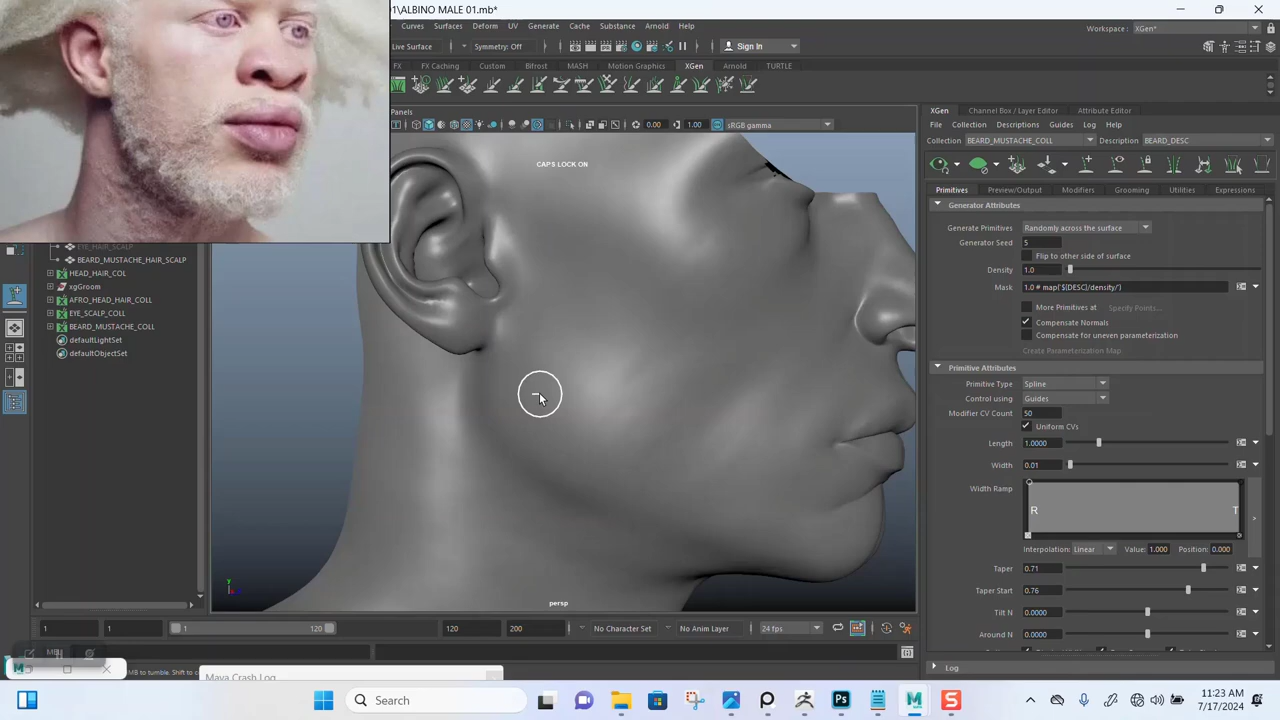 01\ALBINO MALE 01.mb*
Curves Surfaces Deform UV Generate Cache Substance Arnold Help
Workspace: XGen*
Live Surface Symmetry: Off Sign In
FX FX Caching Custom Bifrost MASH Motion Graphics XGen Arnold TURTLE
Panels
0.00 1.00 sRGB gamma
CAPS LOCK ON
persp
EYE_HAIR_SCALP
BEARD_MUSTACHE_HAIR_SCALP
HEAD_HAIR_COL
xgGroom
AFRO_HEAD_HAIR_COLL
EYE_SCALP_COLL
BEARD_MUSTACHE_COLL
defaultLightSet
defaultObjectSet
XGen Channel Box / Layer Editor Attribute Editor
File Collection Descriptions Guides Log Help
Collection BEARD_MUSTACHE_COLL Description BEARD_DESC
Primitives Preview/Output Modifiers Grooming Utilities Expressions
Generator Attributes
Generate Primitives Randomly across the surface
Generator Seed 5
Flip to other side of surface
Density 1.0
Mask 1.0 # map('${DESC}/density/')
More Primitives at Specify Points...
Compensate Normals
Compensate for uneven parameterization
Create Parameterization Map
Primitive Attributes
Primitive Type Spline
Control using Guides
Modifier CV Count 50
Uniform CVs
Length 1.0000
Width 0.01
Width Ramp
R T
Interpolation: Linear Value: 1.000 Position: 0.000
Taper 0.71
Taper Start 0.76
Tilt N 0.0000
Around N 0.0000
Log
1 1 1 120 120 200 No Character Set No Anim Layer 24 fps
MB to tumble. Shift to c
Maya Crash Log
Search
11:23 AM
7/17/2024